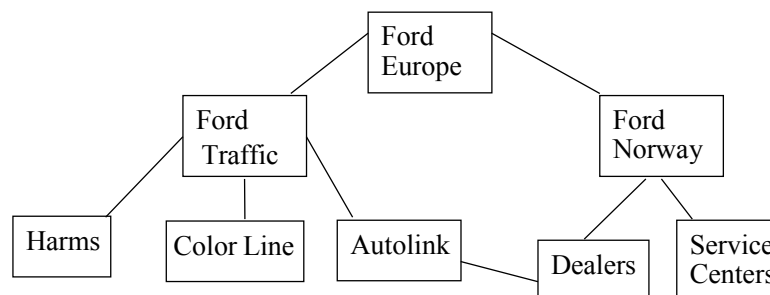 Ford
Europe
Ford
Traffic
Ford
Norway
Harms
Color Line
Autolink
Dealers
Service
Centers